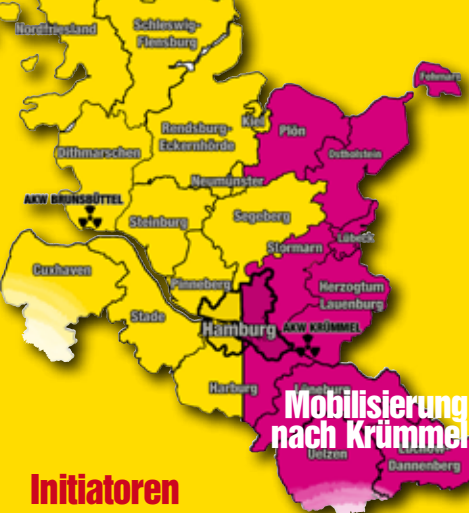 Nordfriesland
Schleswig-
Flensburg
Fehmarn
Kiel
Plön
Rendsburg-
Eckernförde
Dithmarschen
Ostholstein
Neumünster
AKW BRUNSBÜTTEL
Steinburg
Segeberg
Stormarn
Lübeck
Cuxhaven
Pinneberg
Herzogtum
Lauenburg
Stade
Hamburg
AKW KRÜMMEL
Harburg
Lüneburg
Mobilisierung
nach Krümmel
Uelzen
Lüchow-
Dannenberg
Initiatoren